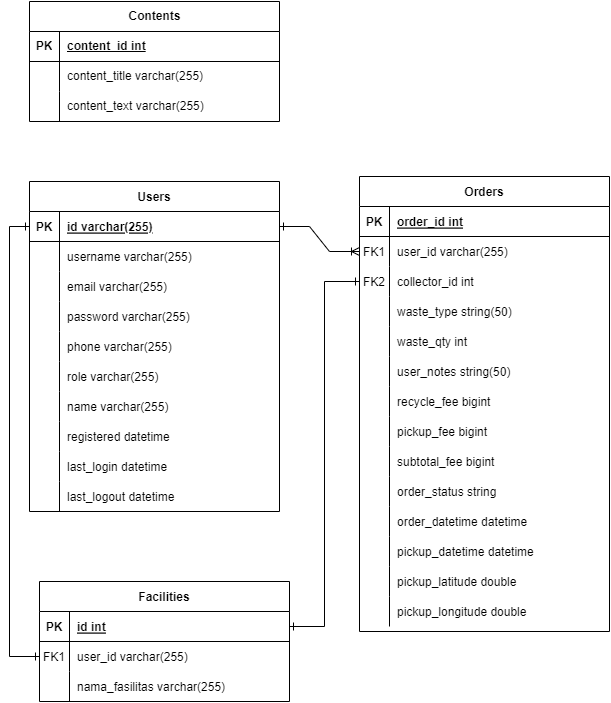 Contents
PK content_id int
content_title varchar(255)
content_text varchar(255)
Users
PK id varchar(255)
username varchar(255)
email varchar(255)
password varchar(255)
phone varchar(255)
role varchar(255)
name varchar(255)
registered datetime
last_login datetime
last_logout datetime
Orders
PK order_id int
FK1 user_id varchar(255)
FK2 collector_id int
waste_type string(50)
waste_qty int
user_notes string(50)
recycle_fee bigint
pickup_fee bigint
subtotal_fee bigint
order_status string
order_datetime datetime
pickup_datetime datetime
pickup_latitude double
pickup_longitude double
Facilities
PK id int
FK1 user_id varchar(255)
nama_fasilitas varchar(255)